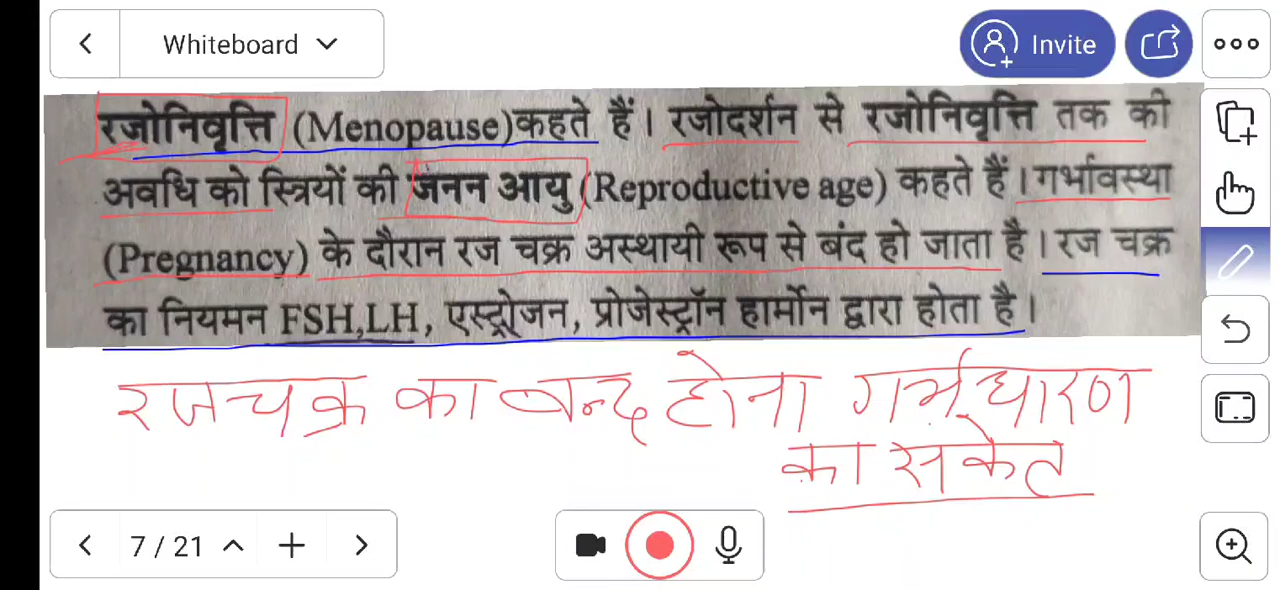 Whiteboard
Invite
रजोनिवृत्ति (Menopause)कहते हैं। रजोदर्शन से रजोनिवृत्ति तक की
अवधि को स्त्रियों की जनन आयु (Reproductive age) कहते हैं। गर्भावस्था
(Pregnancy) के दौरान रज चक्र अस्थायी रूप से बंद हो जाता है। रज चक्र
का नियमन FSH,LH, एस्ट्रोजन, प्रोजेस्ट्रॉन हार्मोन द्वारा होता है।
रजचक्र का बन्द होना गर्भधारण
का सकेत
7 / 21